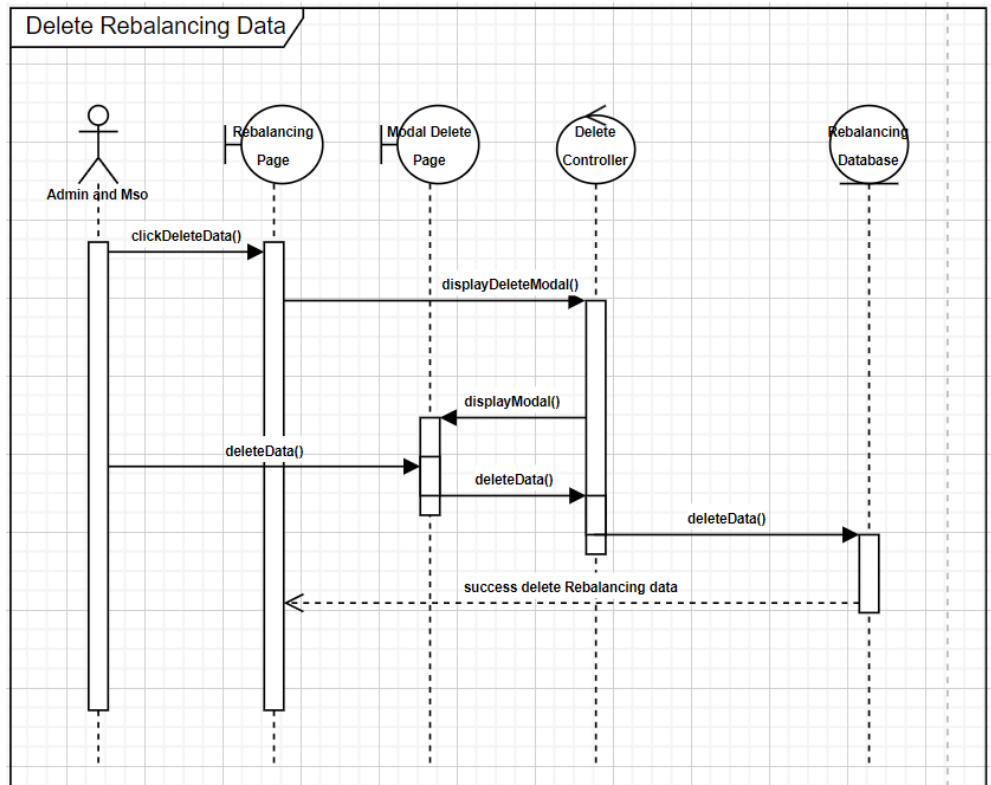 Delete Rebalancing Data
Rebalancing
Page
Modal Delete
Page
Delete
Controller
Rebalancing
Database
Admin and Mso
clickDeleteData()
displayDeleteModal()
displayModal()
deleteData()
deleteData()
deleteData()
success delete Rebalancing data